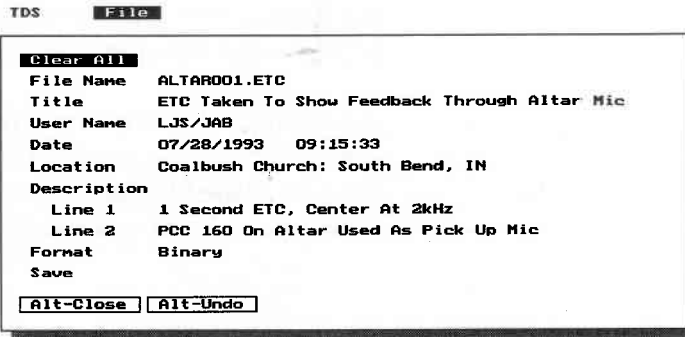 TDS File
Clear All
File Name ALTAR001.ETC
Title ETC Taken To Show Feedback Through Altar Mic
User Name LJS/JAB
Date 07/28/1993 09:15:33
Location Coalbush Church: South Bend, IN
Description
Line 1 1 Second ETC, Center At 2kHz
Line 2 PCC 160 On Altar Used As Pick Up Mic
Format Binary
Save
Alt-Close Alt-Undo